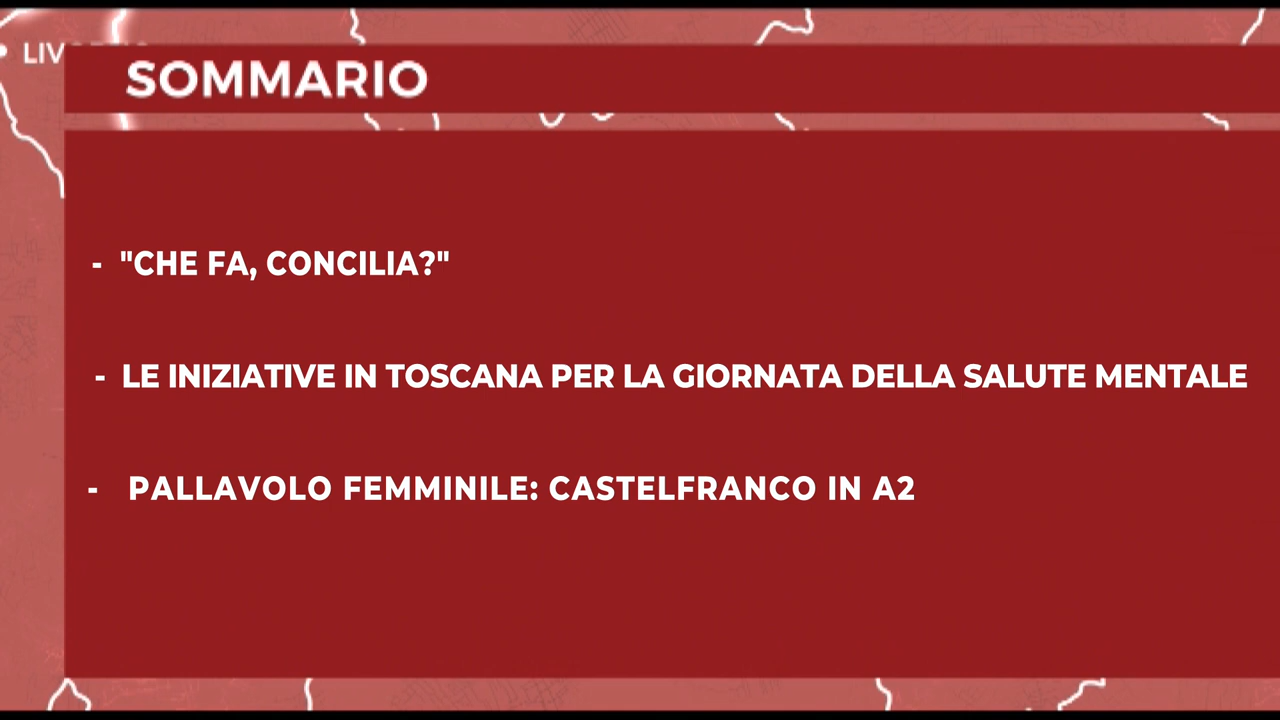 SOMMARIO
- "CHE FA, CONCILIA?"
- LE INIZIATIVE IN TOSCANA PER LA GIORNATA DELLA SALUTE MENTALE
- PALLAVOLO FEMMINILE: CASTELFRANCO IN A2